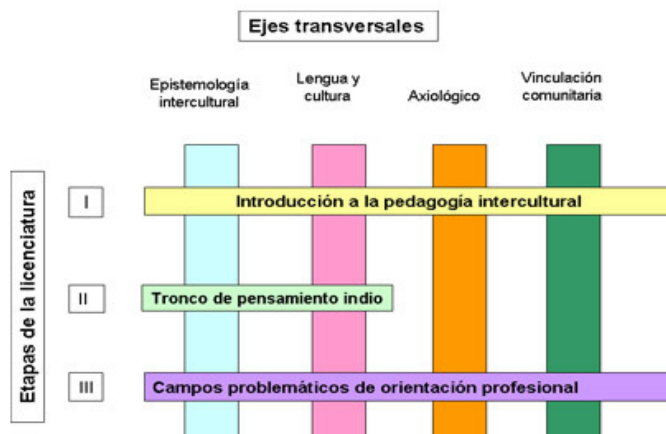 Ejes transversales
Epistemología
intercultural
Lengua y
cultura
Axiológico
Vinculación
comunitaria
Etapas de la licenciatura
I
Introducción a la pedagogía intercultural
II
Tronco de pensamiento indio
III
Campos problemáticos de orientación profesional